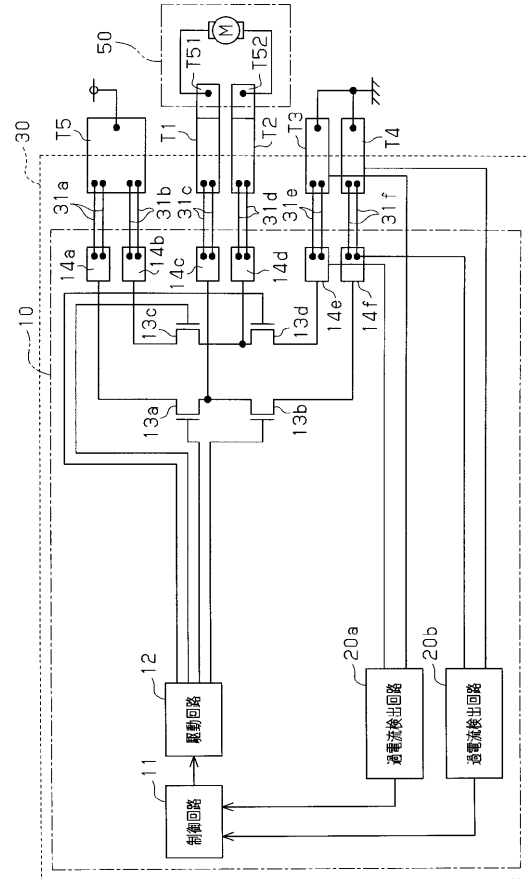 50
M
T51
T52
30
T5
T1
T2
T3
T4
31a
31b
31c
31d
31e
31f
10
14a
14b
14c
14d
14e
14f
13c
13d
13a
13b
12
駆動回路
11
制御回路
20a
過電流検出回路
20b
過電流検出回路